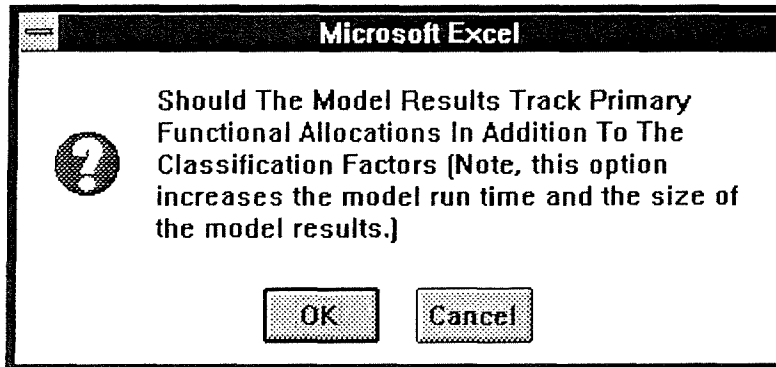 Microsoft Excel
Should The Model Results Track Primary
Functional Allocations In Addition To The
Classification Factors (Note, this option
increases the model run time and the size of
the model results.)
OK
Cancel